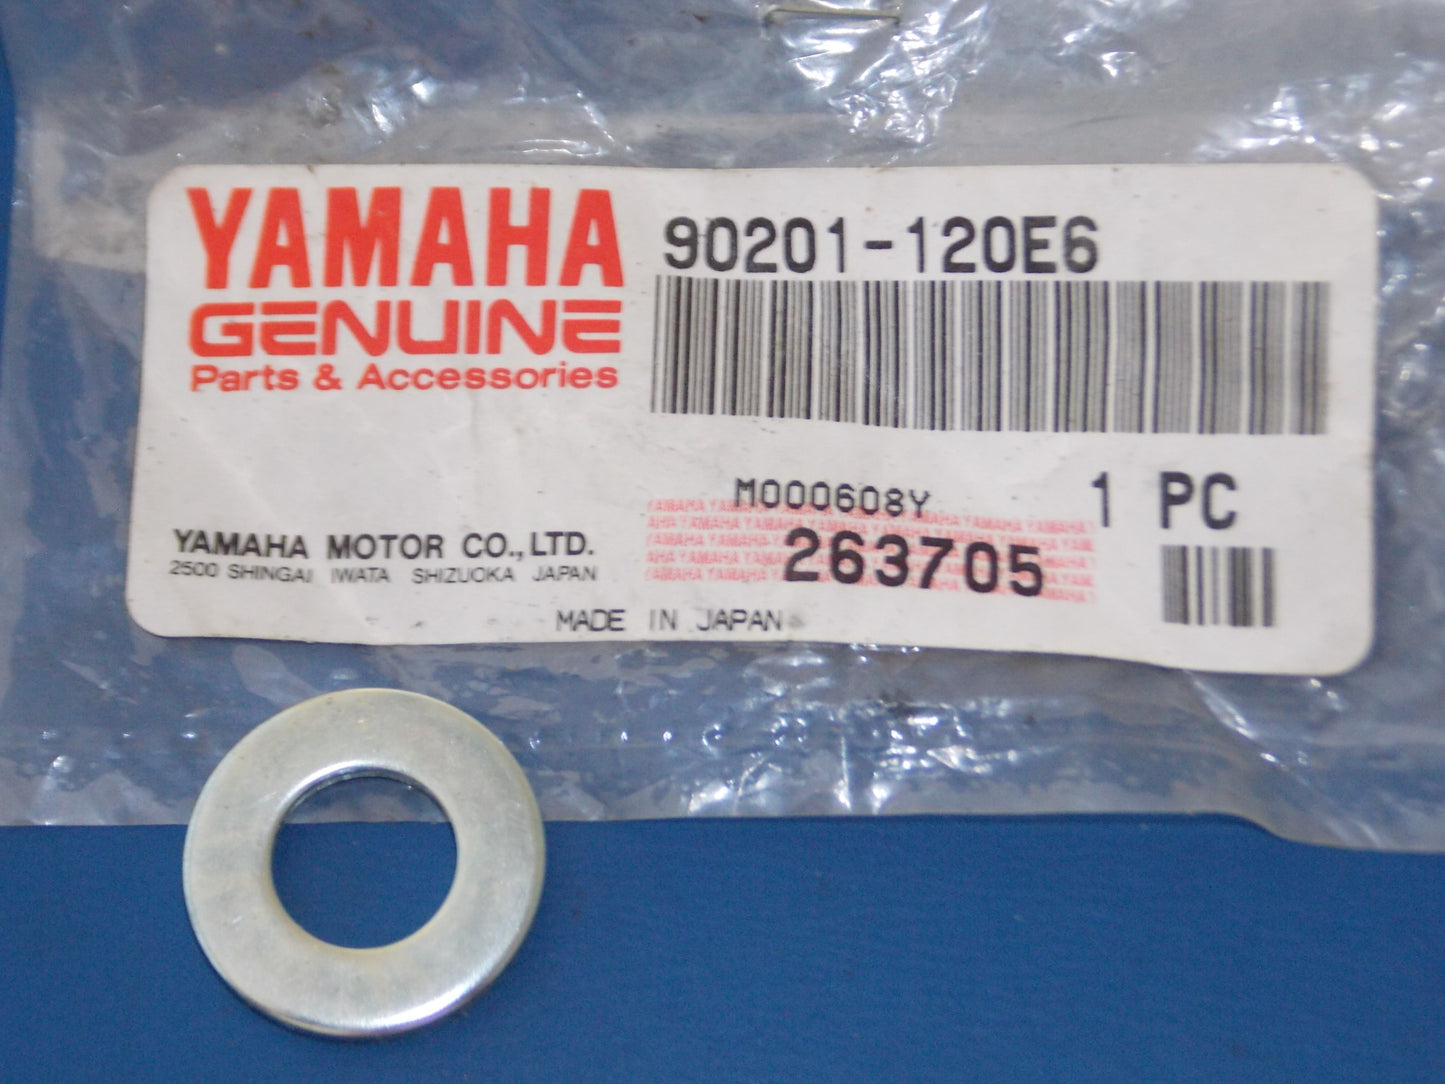 YAMAHA
GENUINE
Parts & Accessories
90201-120E6
M000608Y
1 PC
263705
YAMAHA MOTOR CO., LTD.
2500 SHINGAI IWATA SHIZUOKA JAPAN
MADE IN JAPAN